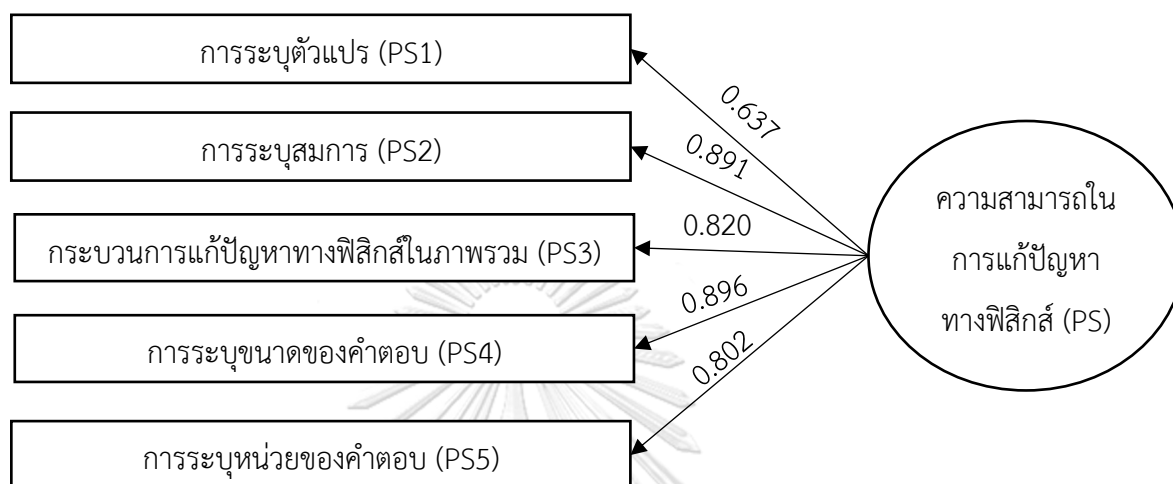 การระบุตัวแปร (PS1)
0.637
การระบุสมการ (PS2)
0.891
กระบวนการแก้ปัญหาทางฟิสิกส์ในภาพรวม (PS3)
0.820
การระบุขนาดของคำตอบ (PS4)
0.896
การระบุหน่วยของคำตอบ (PS5)
0.802
ความสามารถใน
การแก้ปัญหา
ทางฟิสิกส์ (PS)